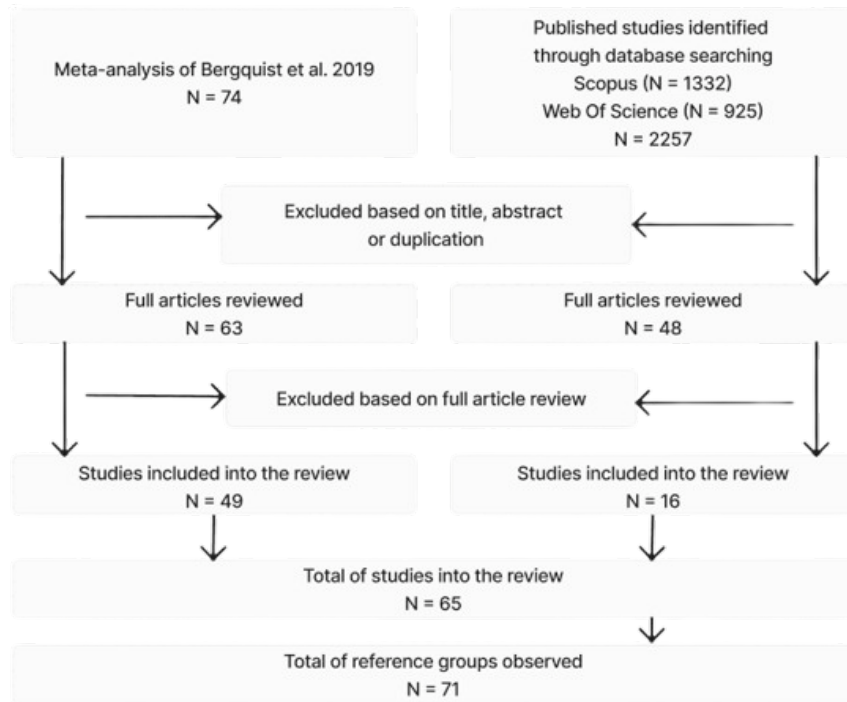 Meta-analysis of Bergquist et al. 2019
N = 74
Published studies identified
through database searching
Scopus (N = 1332)
Web Of Science (N = 925)
N = 2257
Excluded based on title, abstract
or duplication
Full articles reviewed
N = 63
Full articles reviewed
N = 48
Excluded based on full article review
Studies included into the review
N = 49
Studies included into the review
N = 16
Total of studies into the review
N = 65
Total of reference groups observed
N = 71